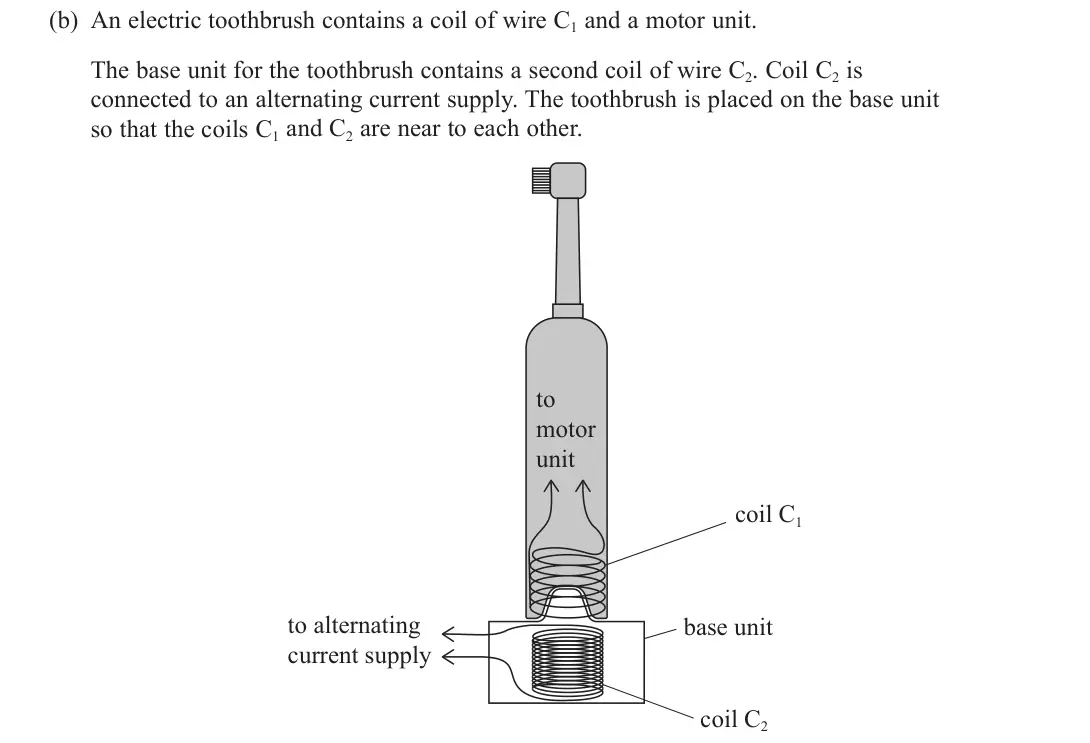 (b) An electric toothbrush contains a coil of wire C₁ and a motor unit.
The base unit for the toothbrush contains a second coil of wire C₂. Coil C₂ is
connected to an alternating current supply. The toothbrush is placed on the base unit
so that the coils C₁ and C₂ are near to each other.
to
motor
unit
coil C₁
to alternating
current supply
base unit
coil C₂